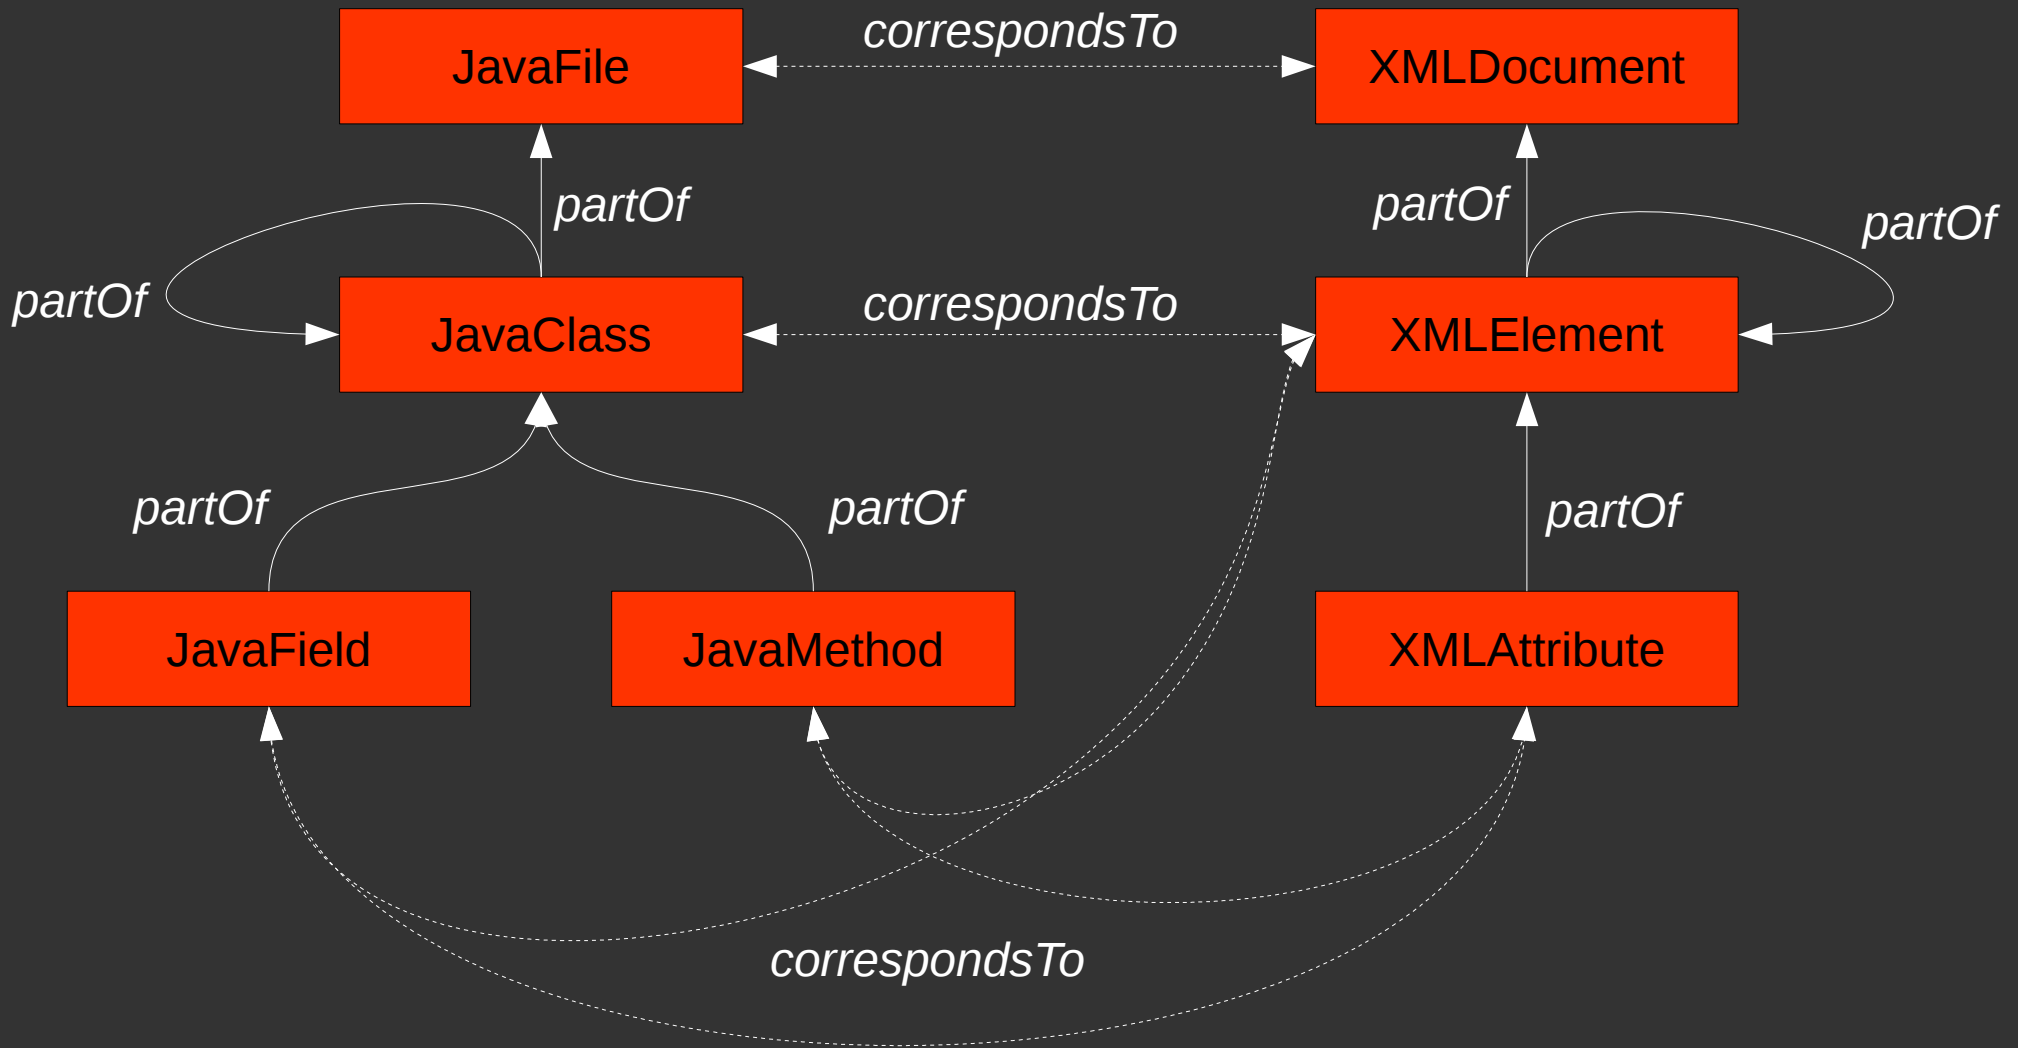 correspondsTo
JavaFile
XMLDocument
partOf
partOf
partOf
partOf
correspondsTo
JavaClass
XMLElement
partOf
partOf
partOf
JavaField
JavaMethod
XMLAttribute
correspondsTo